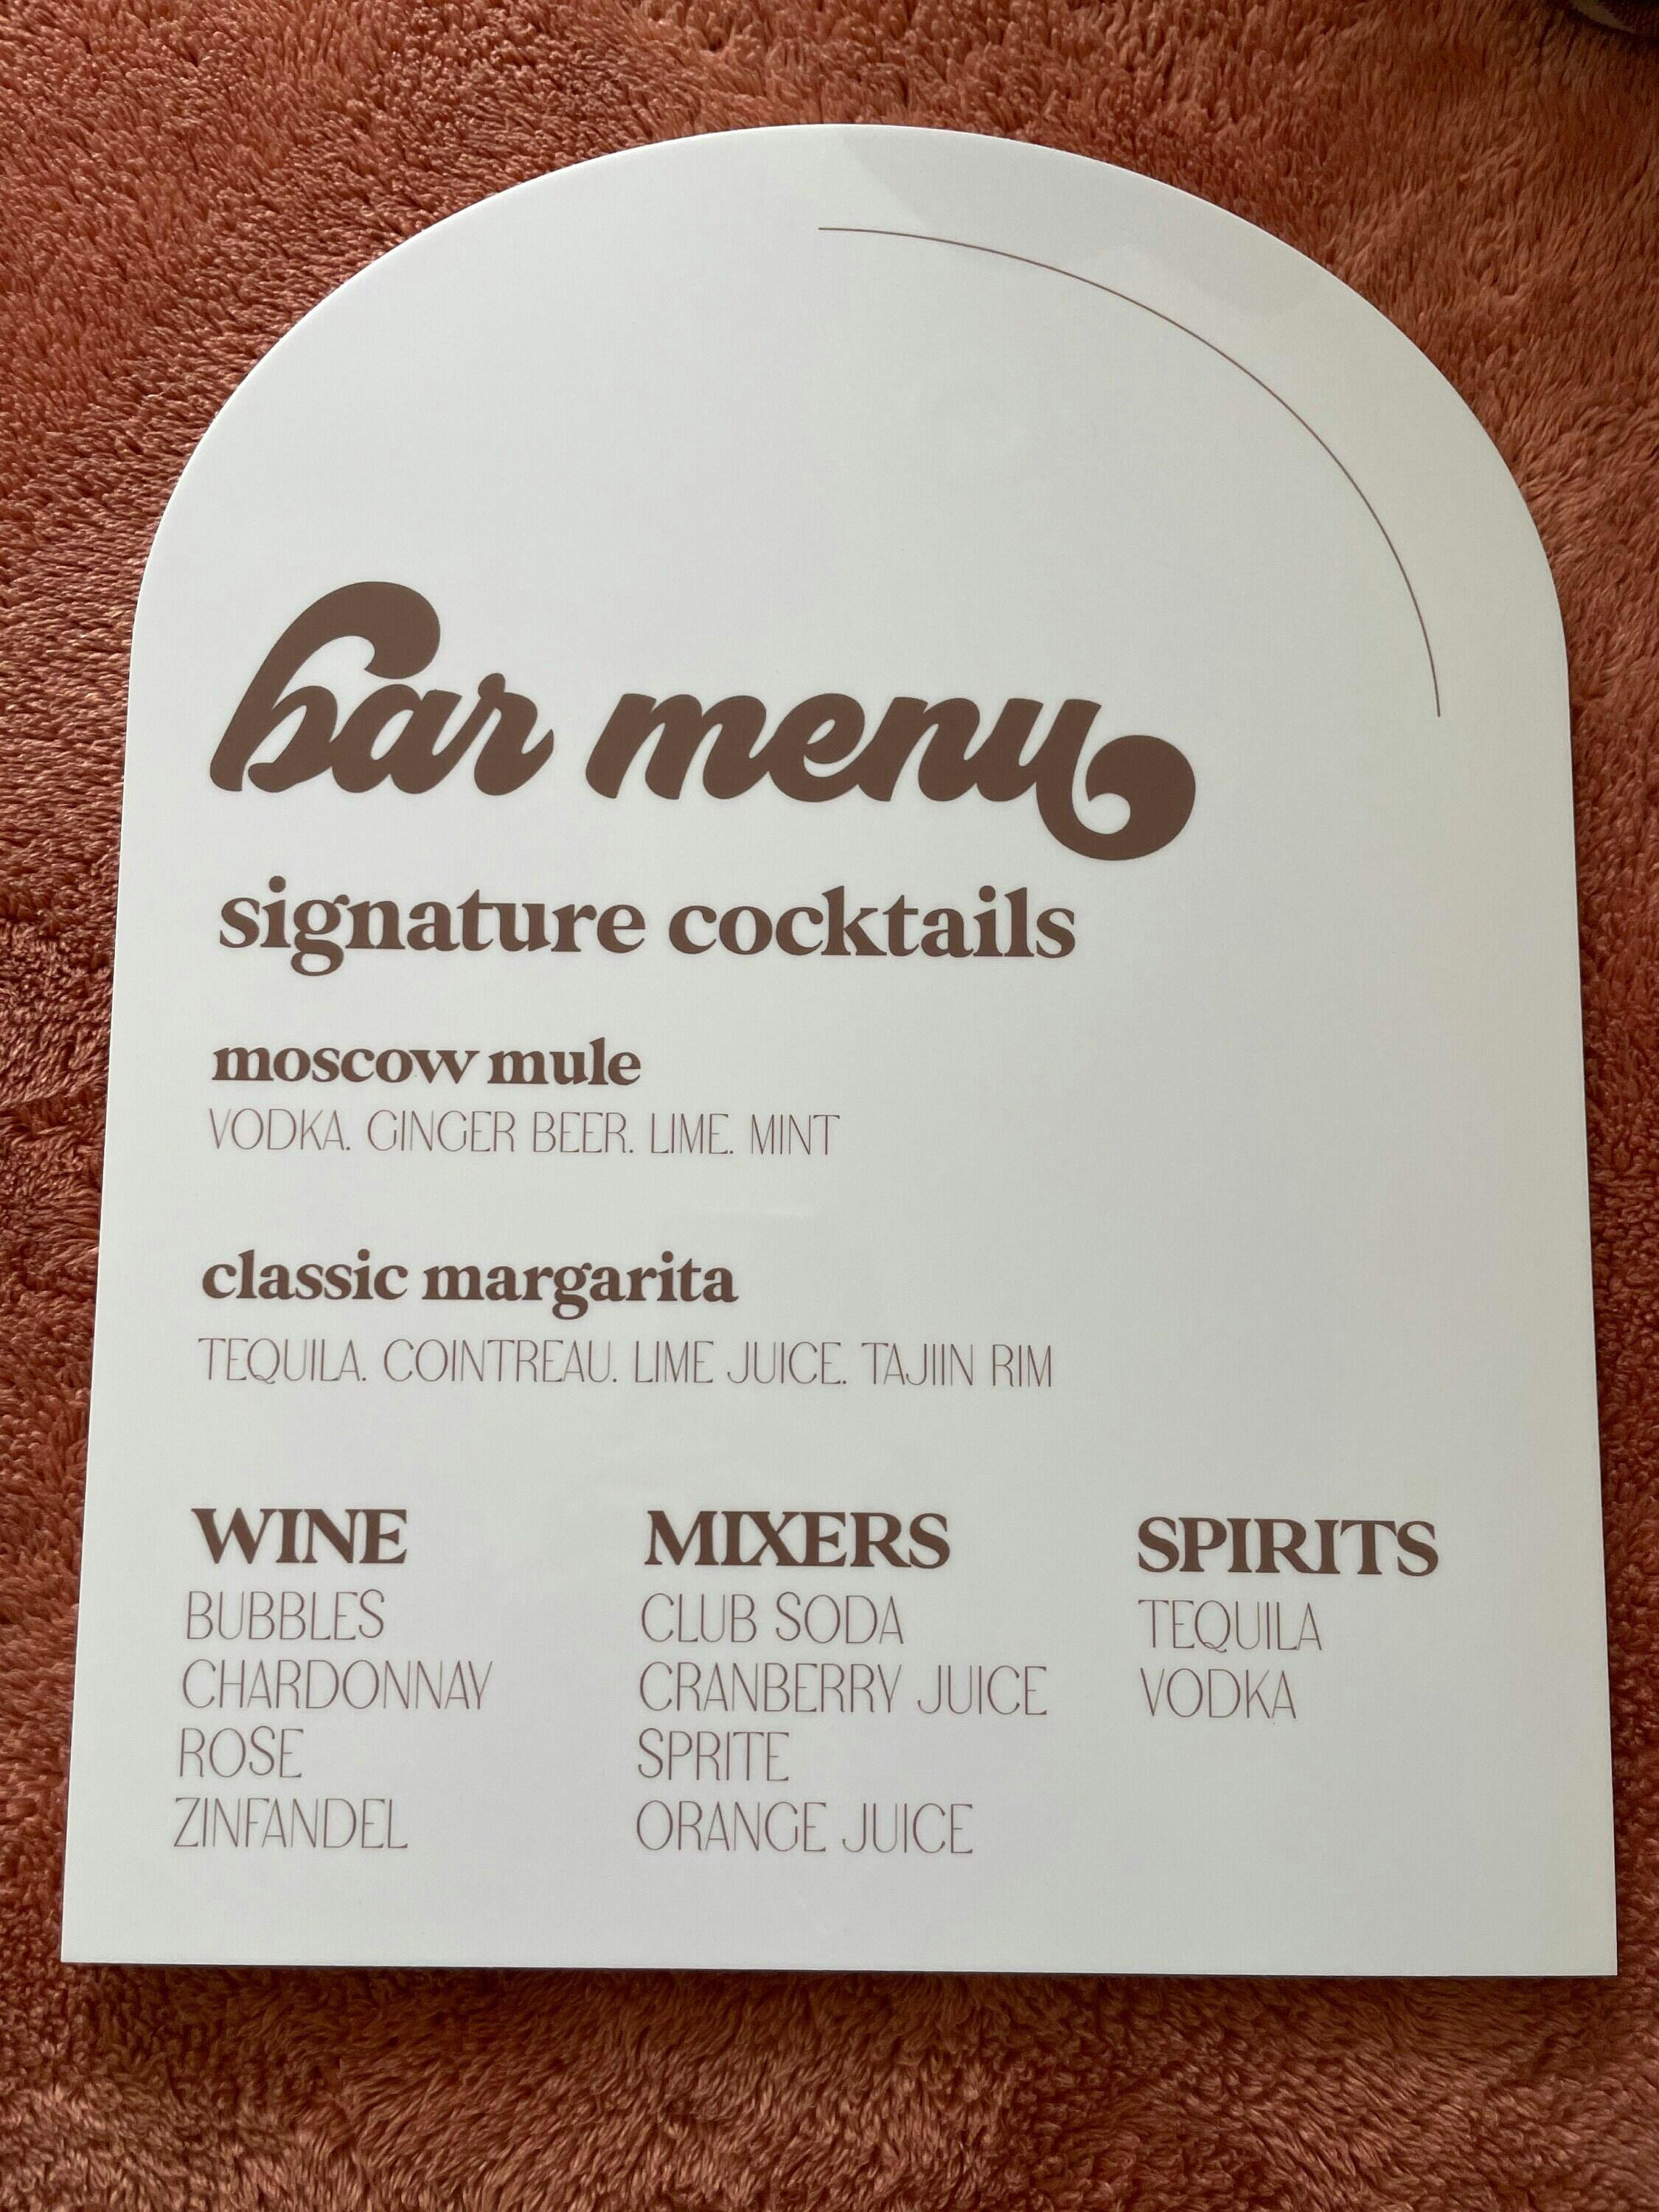 bar menu
signature cocktails
moscow mule
VODKA. GINGER BEER. LIME. MINT
classic margarita
TEQUILA. COINTREAU. LIME JUICE. TAJIIN RIM
WINE
BUBBLES
CHARDONNAY
ROSE
ZINFANDEL
MIXERS
CLUB SODA
CRANBERRY JUICE
SPRITE
ORANGE JUICE
SPIRITS
TEQUILA
VODKA